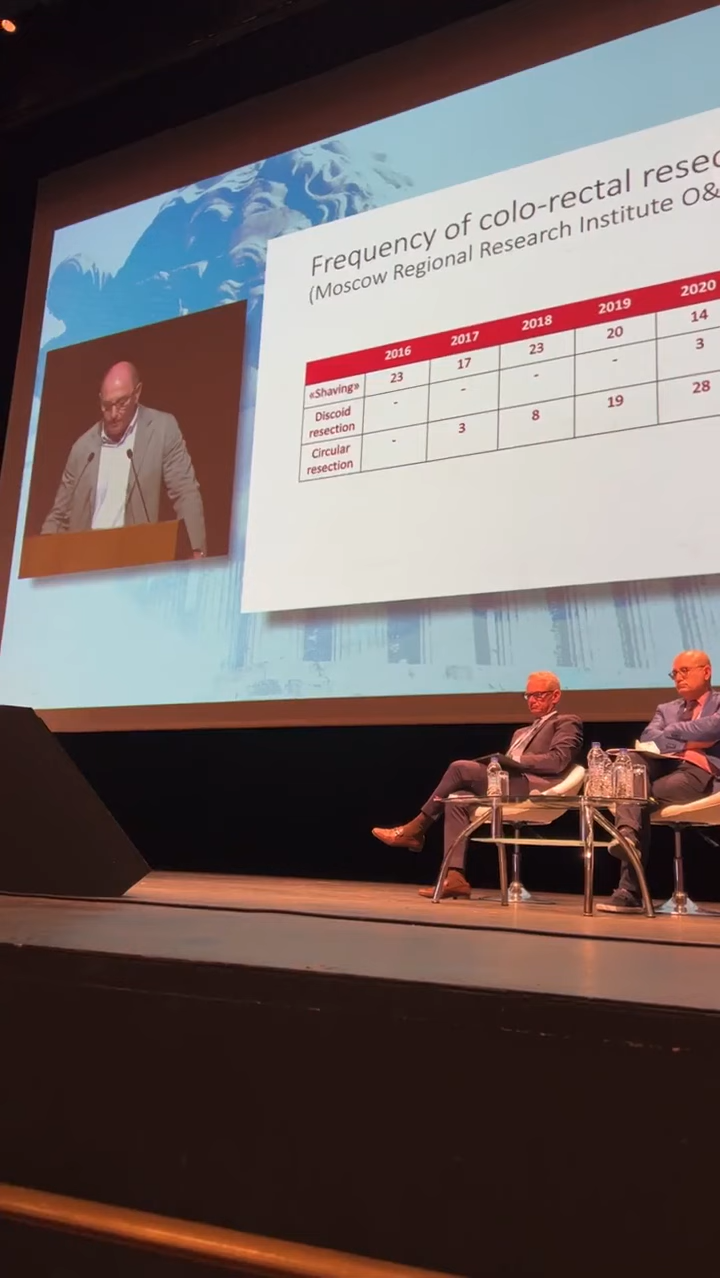 Frequency of colo-rectal
(Moscow Regional Research Institute
2016 2017 2018 2019 2020
«Shaving» 23 17 23 20 14
Discoid resection - - - - 3
Circular resection - 3 8 19 28